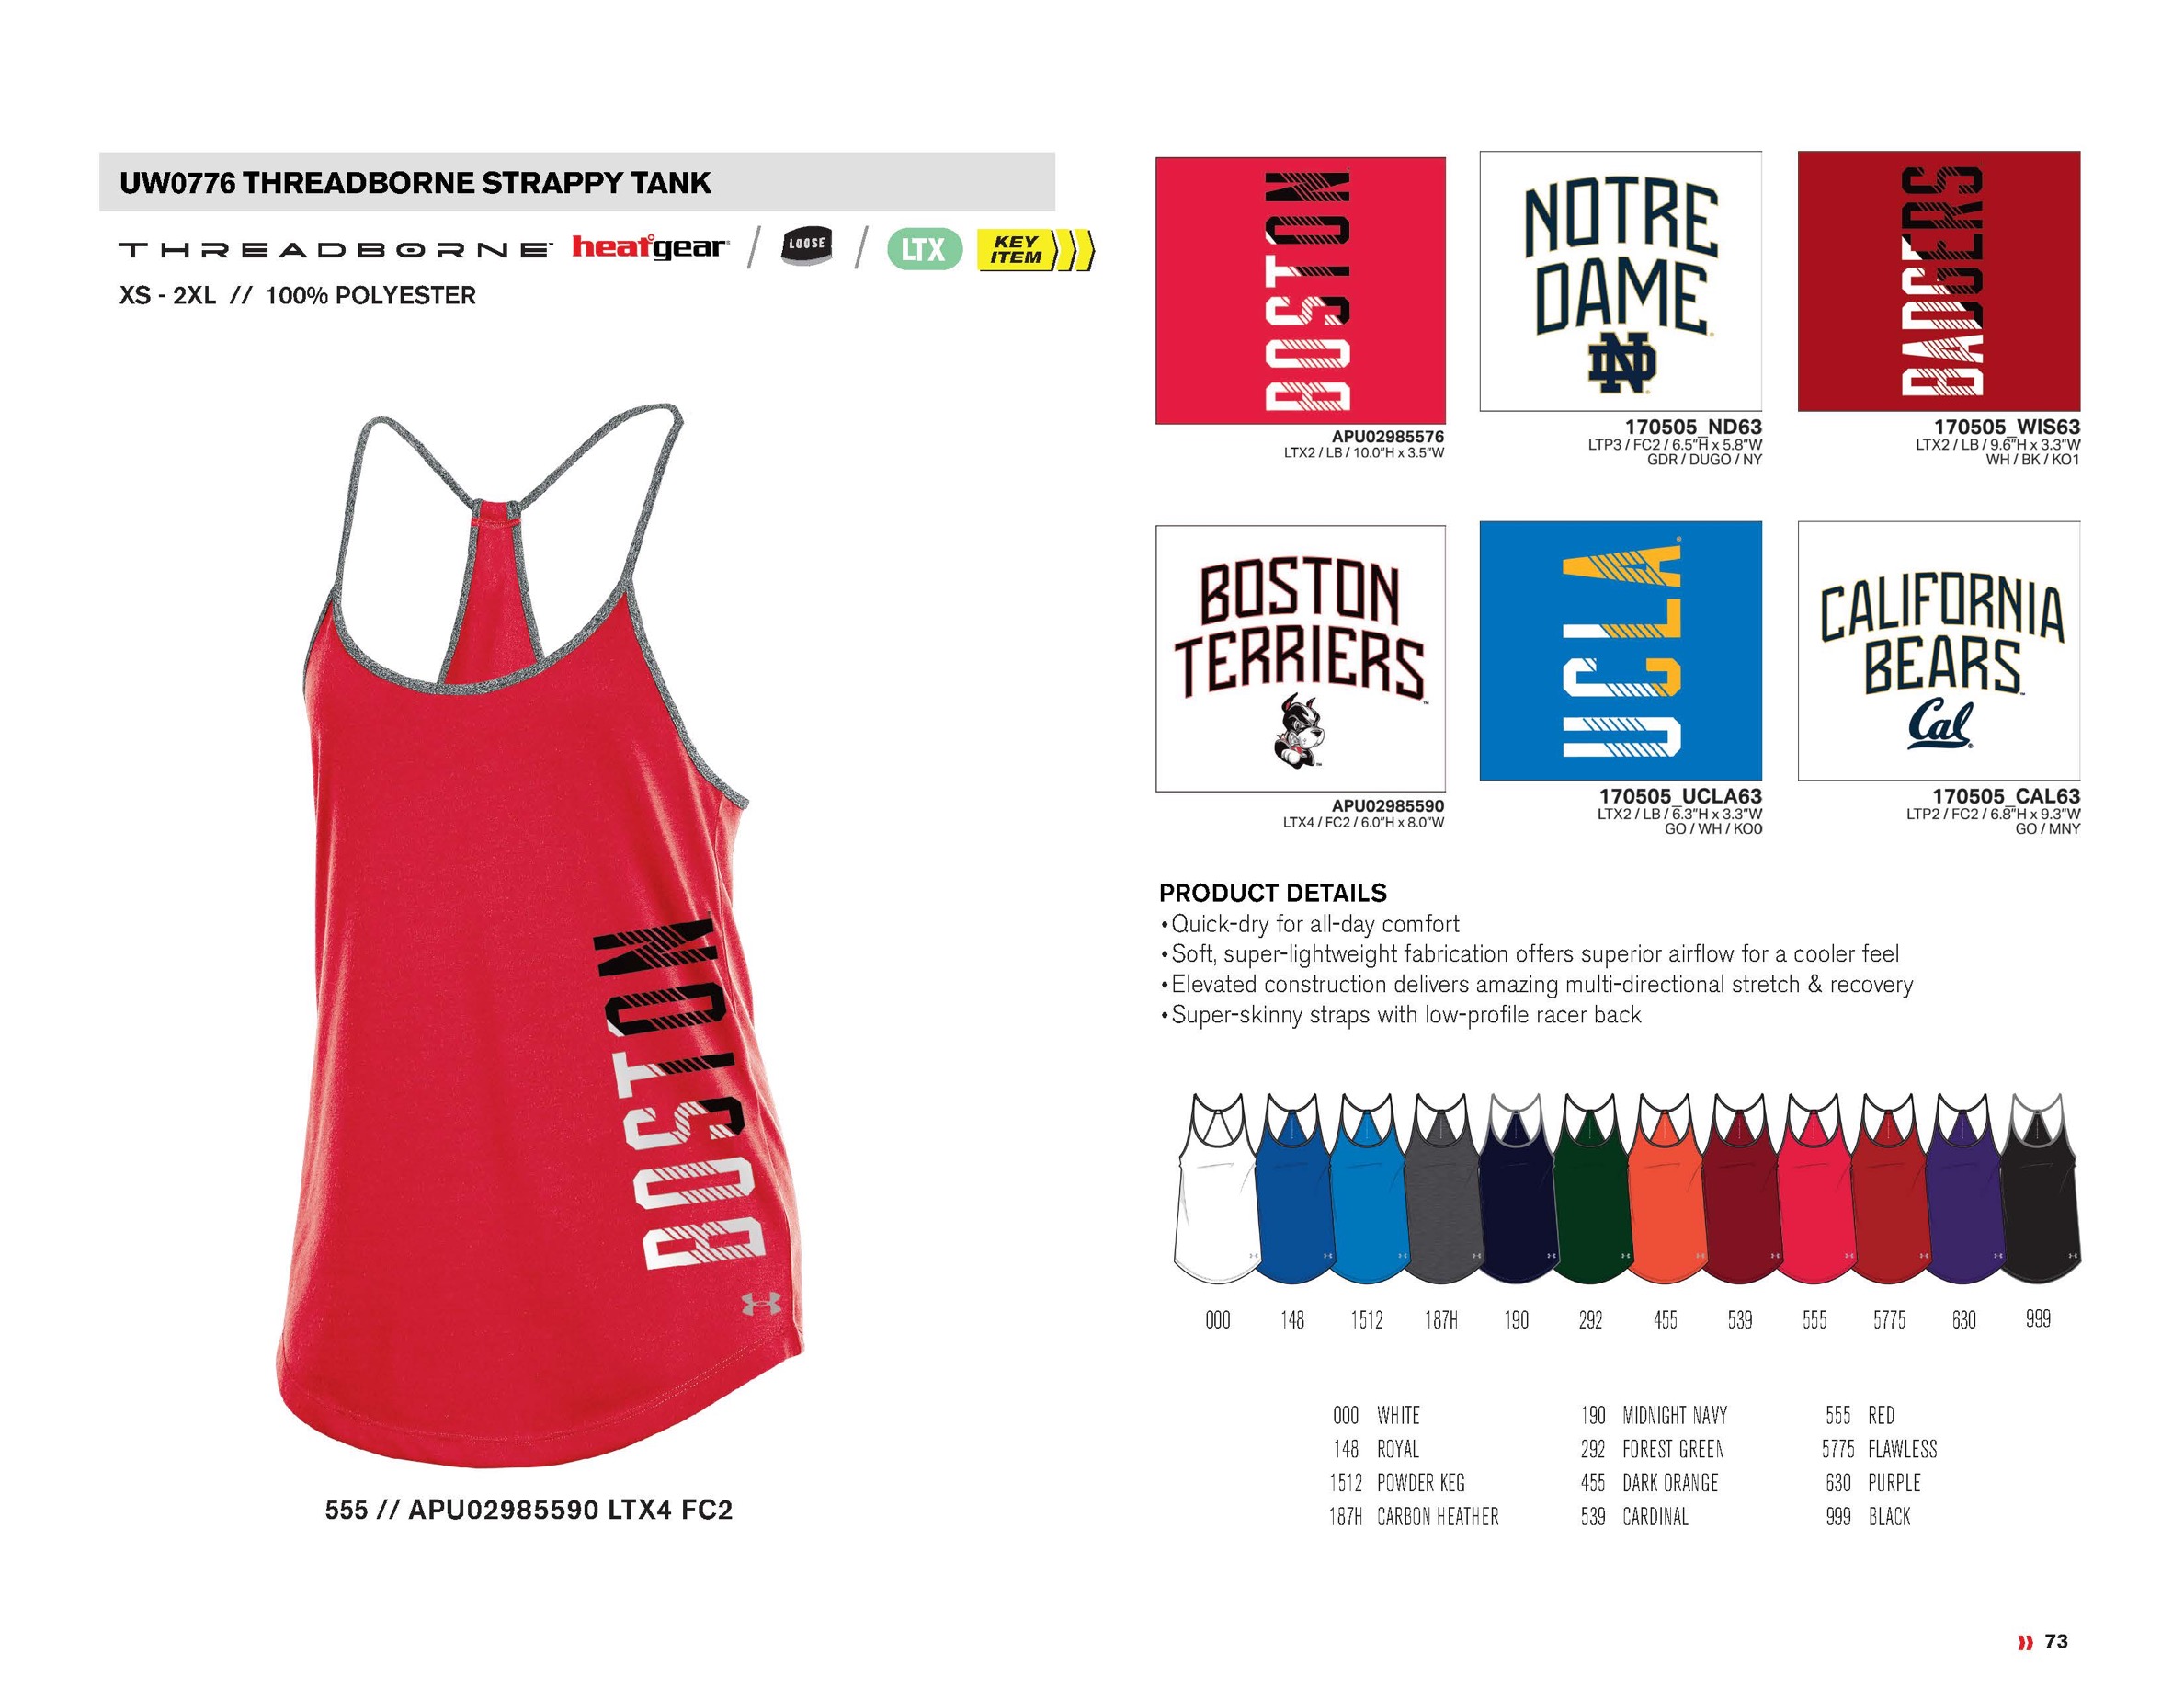 UW0776 THREADBORNE STRAPPY TANK
THREADBORNE™ heatgear / LOOSE / LTX KEY ITEM
XS - 2XL // 100% POLYESTER
BOSTON
555 // APU02985590 LTX4 FC2
BOSTON
APU02985576
LTX2 / LB / 10.0"H x 3.5"W
NOTRE
DAME
ND
170505_ND63
LTP3 / FC2 / 6.5"H x 5.8"W
GDR / DUGO / NY
BADGERS
170505_WIS63
LTX2 / LB / 9.6"H x 3.3"W
WH / BK / KO1
BOSTON
TERRIERS™
APU02985590
LTX4 / FC2 / 6.0"H x 8.0"W
UCLA®
170505_UCLA63
LTX2 / LB / 6.3"H x 3.3"W
GO / WH / KO0
CALIFORNIA
BEARS™
Cal
170505_CAL63
LTP2 / FC2 / 6.8"H x 9.3"W
GO / MNY
PRODUCT DETAILS
•Quick-dry for all-day comfort
•Soft, super-lightweight fabrication offers superior airflow for a cooler feel
•Elevated construction delivers amazing multi-directional stretch & recovery
•Super-skinny straps with low-profile racer back
000 148 1512 187H 190 292 455 539 555 5775 630 999
000 WHITE
148 ROYAL
1512 POWDER KEG
187H CARBON HEATHER
190 MIDNIGHT NAVY
292 FOREST GREEN
455 DARK ORANGE
539 CARDINAL
555 RED
5775 FLAWLESS
630 PURPLE
999 BLACK
73